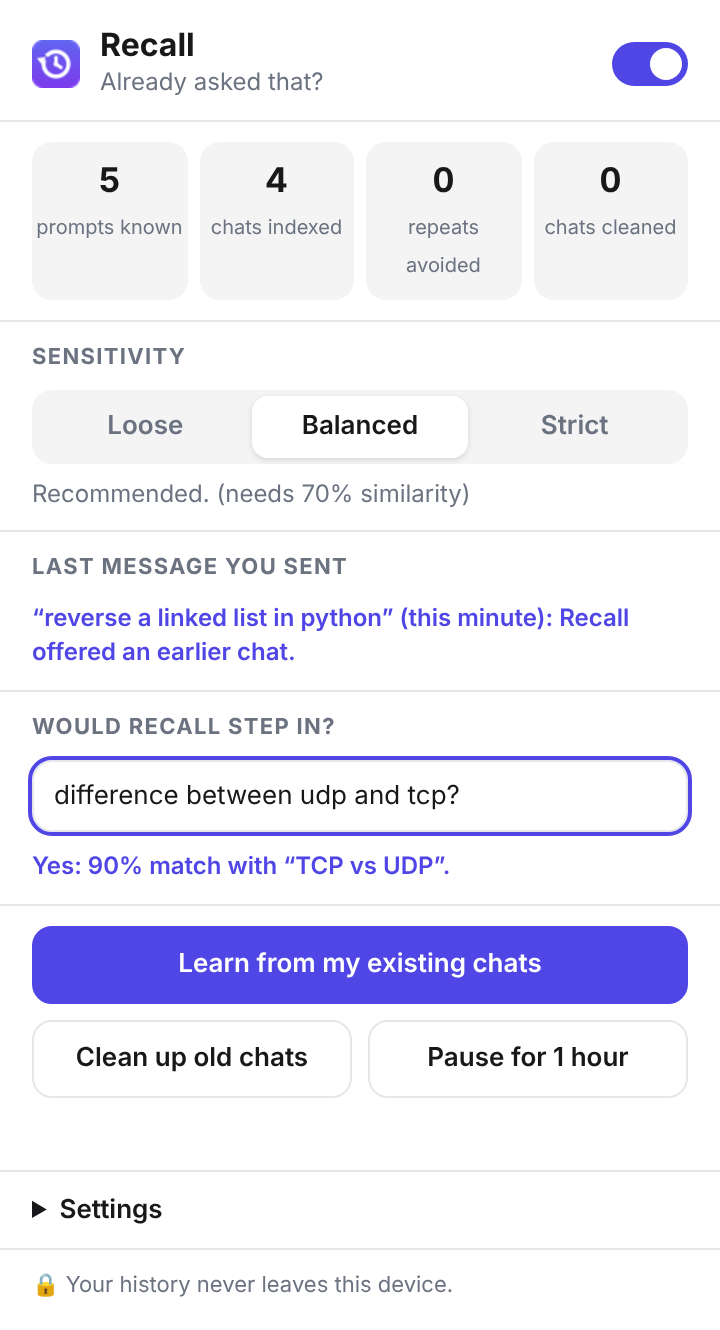 Recall
Already asked that?
5
prompts known
4
chats indexed
0
repeats
avoided
0
chats cleaned
SENSITIVITY
Loose
Balanced
Strict
Recommended. (needs 70% similarity)
LAST MESSAGE YOU SENT
“reverse a linked list in python” (this minute): Recall
offered an earlier chat.
WOULD RECALL STEP IN?
difference between udp and tcp?
Yes: 90% match with “TCP vs UDP”.
Learn from my existing chats
Clean up old chats
Pause for 1 hour
Settings
🔒 Your history never leaves this device.